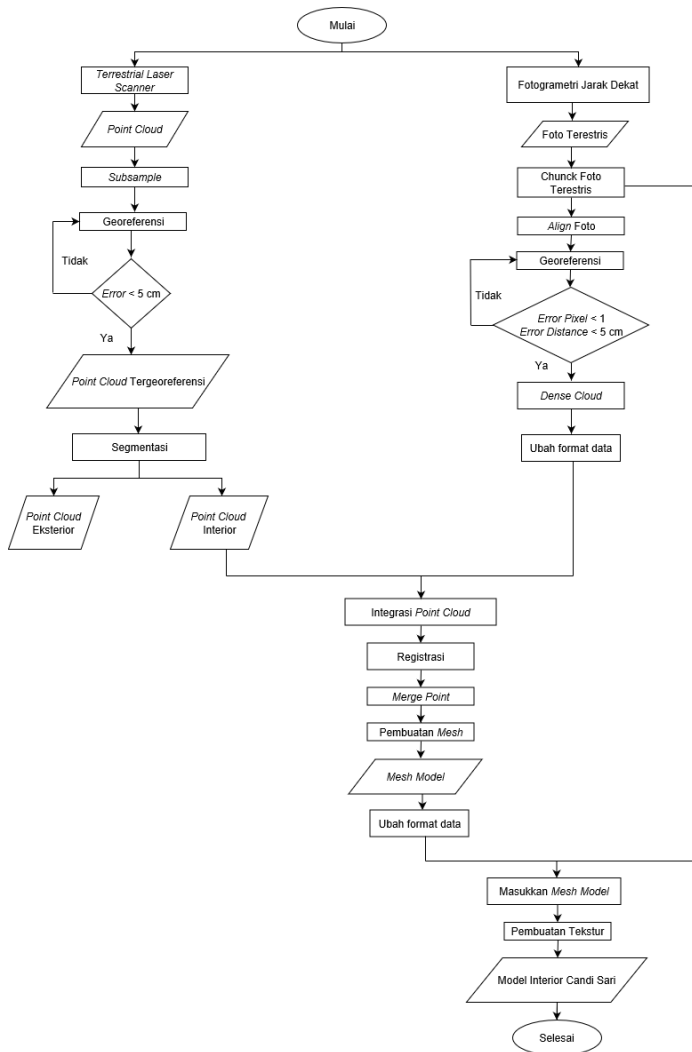 Mulai
Terrestrial Laser
Scanner
Point Cloud
Subsample
Georeferensi
Tidak
Error < 5 cm
Ya
Point Cloud Tergeoreferensi
Segmentasi
Point Cloud
Eksterior
Point Cloud
Interior
Fotogrametri Jarak Dekat
Foto Terestris
Chunck Foto
Terestris
Align Foto
Georeferensi
Tidak
Error Pixel < 1
Error Distance < 5 cm
Ya
Dense Cloud
Ubah format data
Integrasi Point Cloud
Registrasi
Merge Point
Pembuatan Mesh
Mesh Model
Ubah format data
Masukkan Mesh Model
Pembuatan Tekstur
Model Interior Candi Sari
Selesai